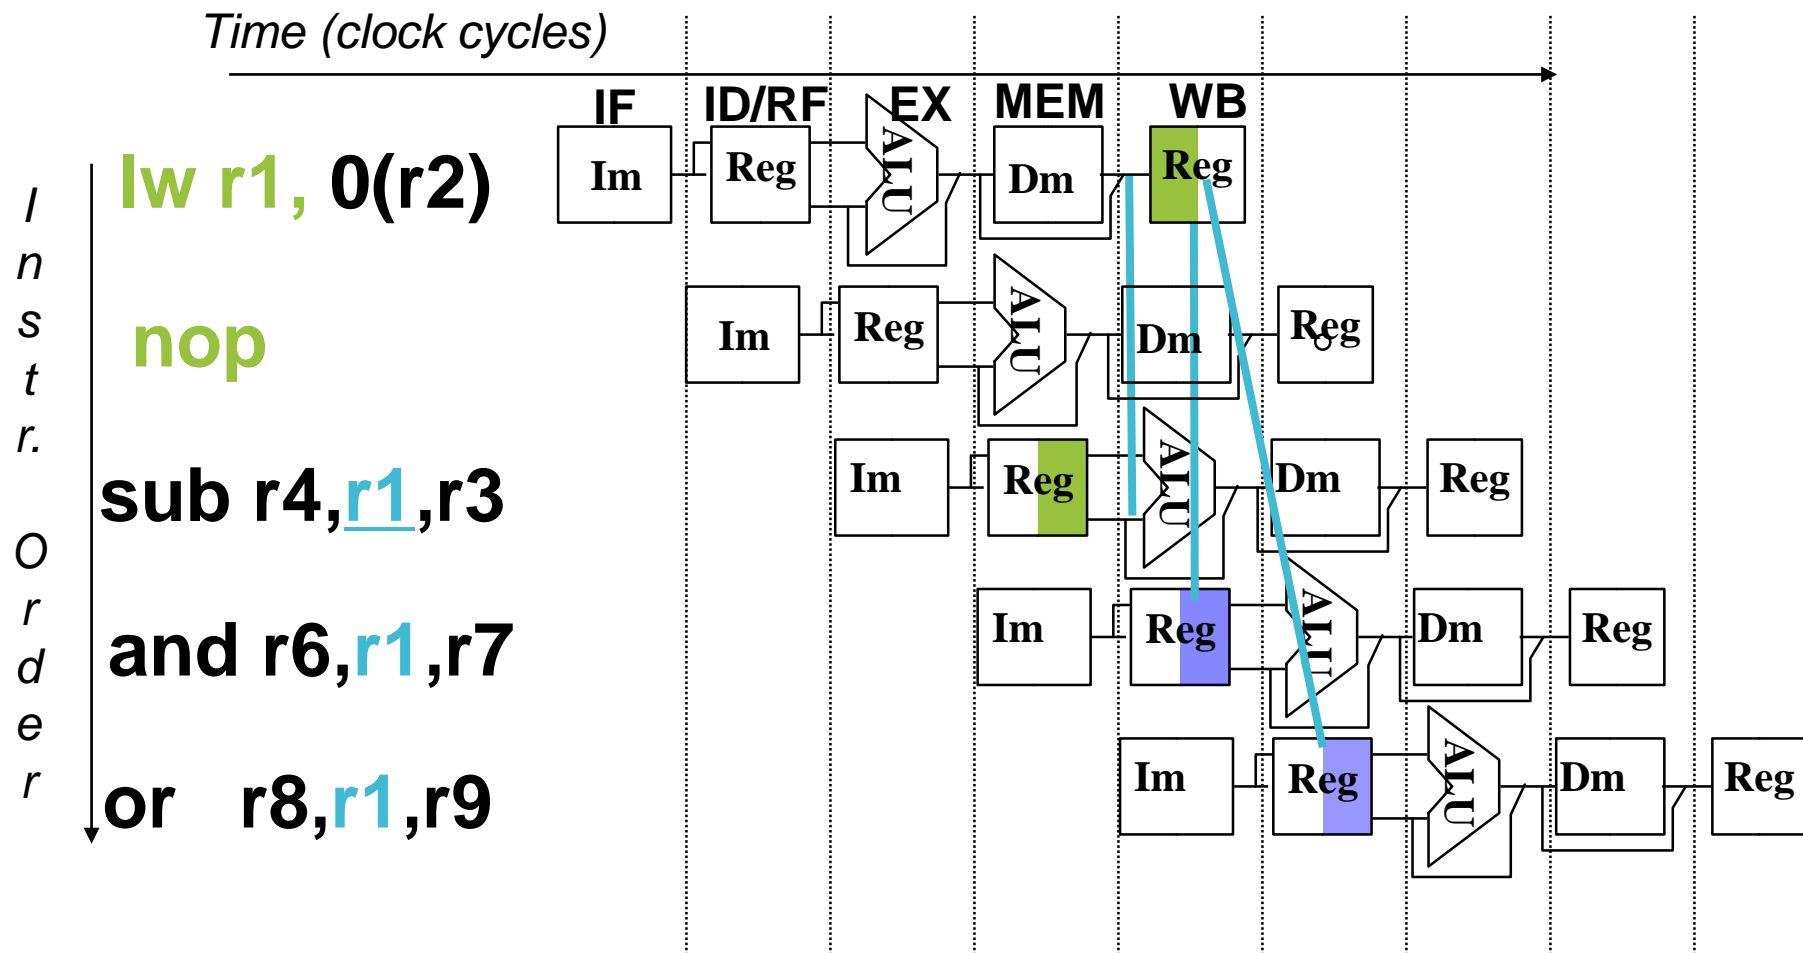 Time (clock cycles)
IF ID/RF EX MEM WB
lw r1, 0(r2) Im Reg ALU Dm Reg
nop Im Reg ALU Dm Reg
sub r4,r1,r3 Im Reg ALU Dm Reg
and r6,r1,r7 Im Reg ALU Dm Reg
or r8,r1,r9 Im Reg ALU Dm Reg
Instr. Order